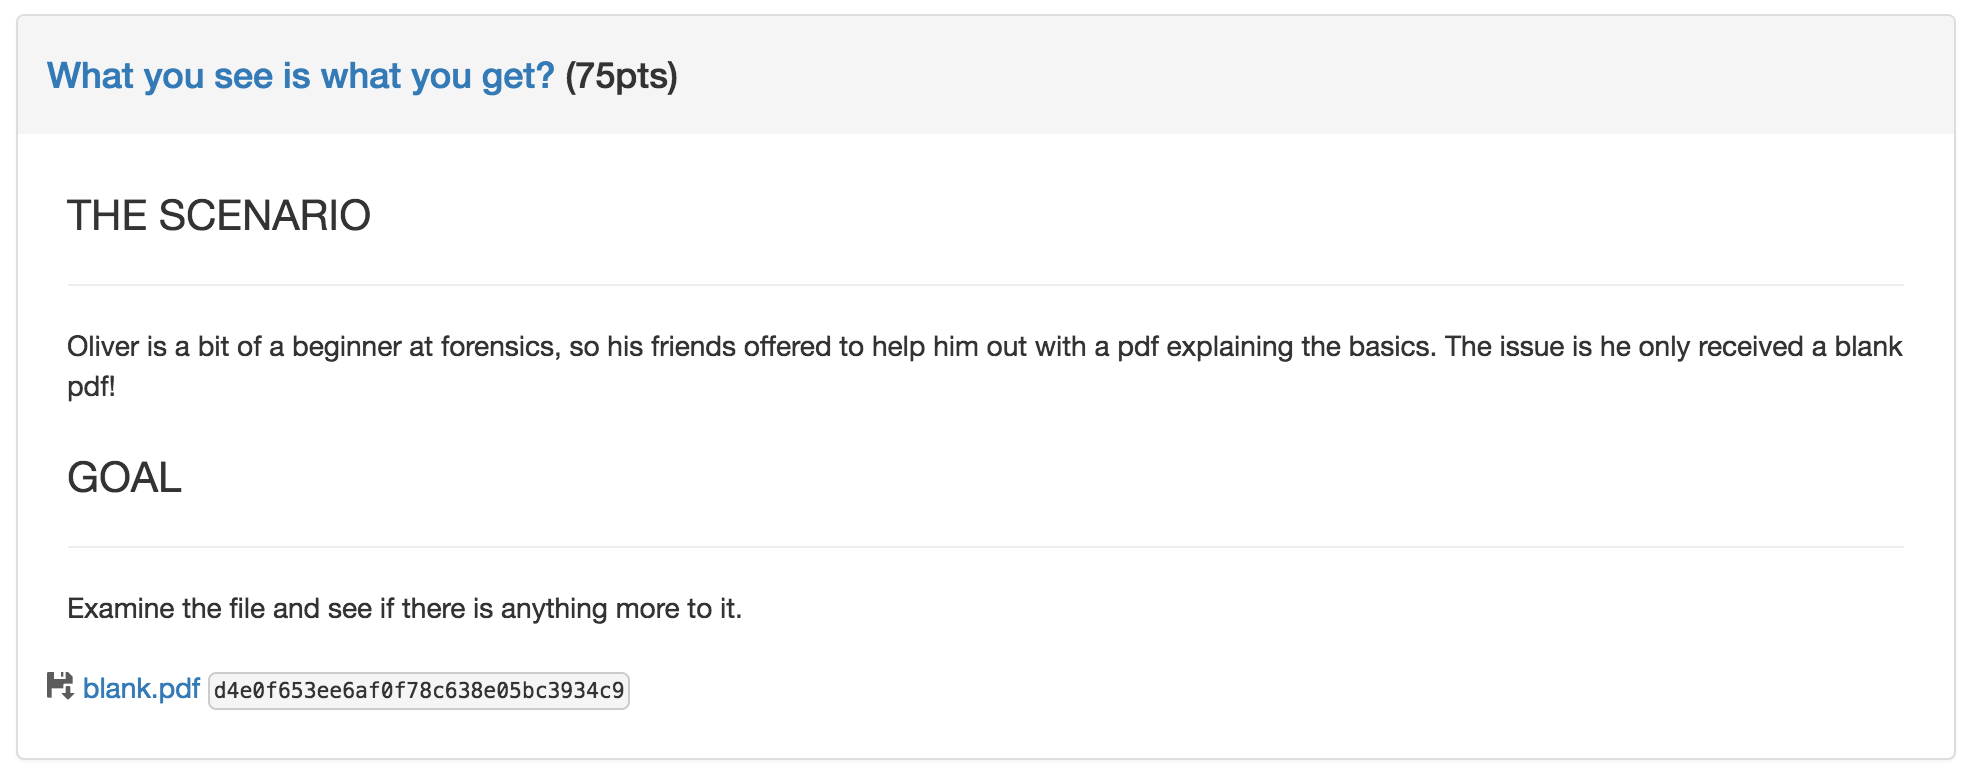 What you see is what you get? (75pts)
THE SCENARIO
Oliver is a bit of a beginner at forensics, so his friends offered to help him out with a pdf explaining the basics. The issue is he only received a blank
pdf!
GOAL
Examine the file and see if there is anything more to it.
blank.pdf d4e0f653ee6af0f78c638e05bc3934c9